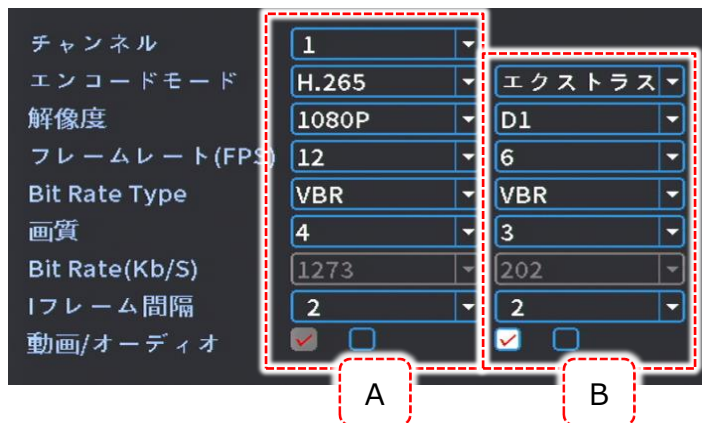 チャンネル 1
エンコードモード H.265 エクストラス
解像度 1080P D1
フレームレート(FPS) 12 6
Bit Rate Type VBR VBR
画質 4 3
Bit Rate(Kb/S) 1273 202
Iフレーム間隔 2 2
動画/オーディオ
A B